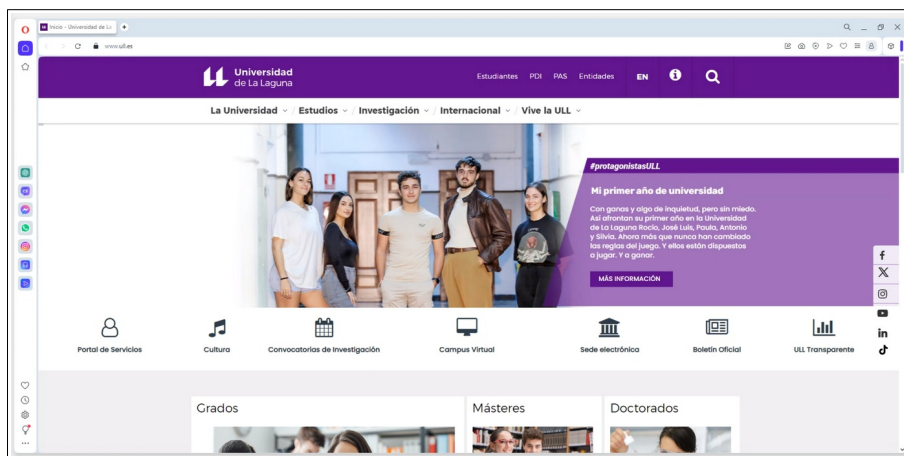 Inicio - Universidad de La
www.ull.es
Universidad
de La Laguna
Estudiantes PDI PAS Entidades EN
La Universidad / Estudios / Investigación / Internacional / Vive la ULL
#protagonistasULL
Mi primer año de universidad
Con ganas y algo de inquietud, pero sin miedo.
Así afrontan su primer año en la Universidad
de La Laguna Rocío, José Luis, Paula, Antonio
y Silvia. Ahora más que nunca han cambiado
las reglas del juego. Y ellos están dispuestos
a jugar. Y a ganar.
MÁS INFORMACIÓN
Portal de Servicios Cultura Convocatorias de Investigación Campus Virtual Sede electrónica Boletín Oficial ULL Transparente
Grados Másteres Doctorados